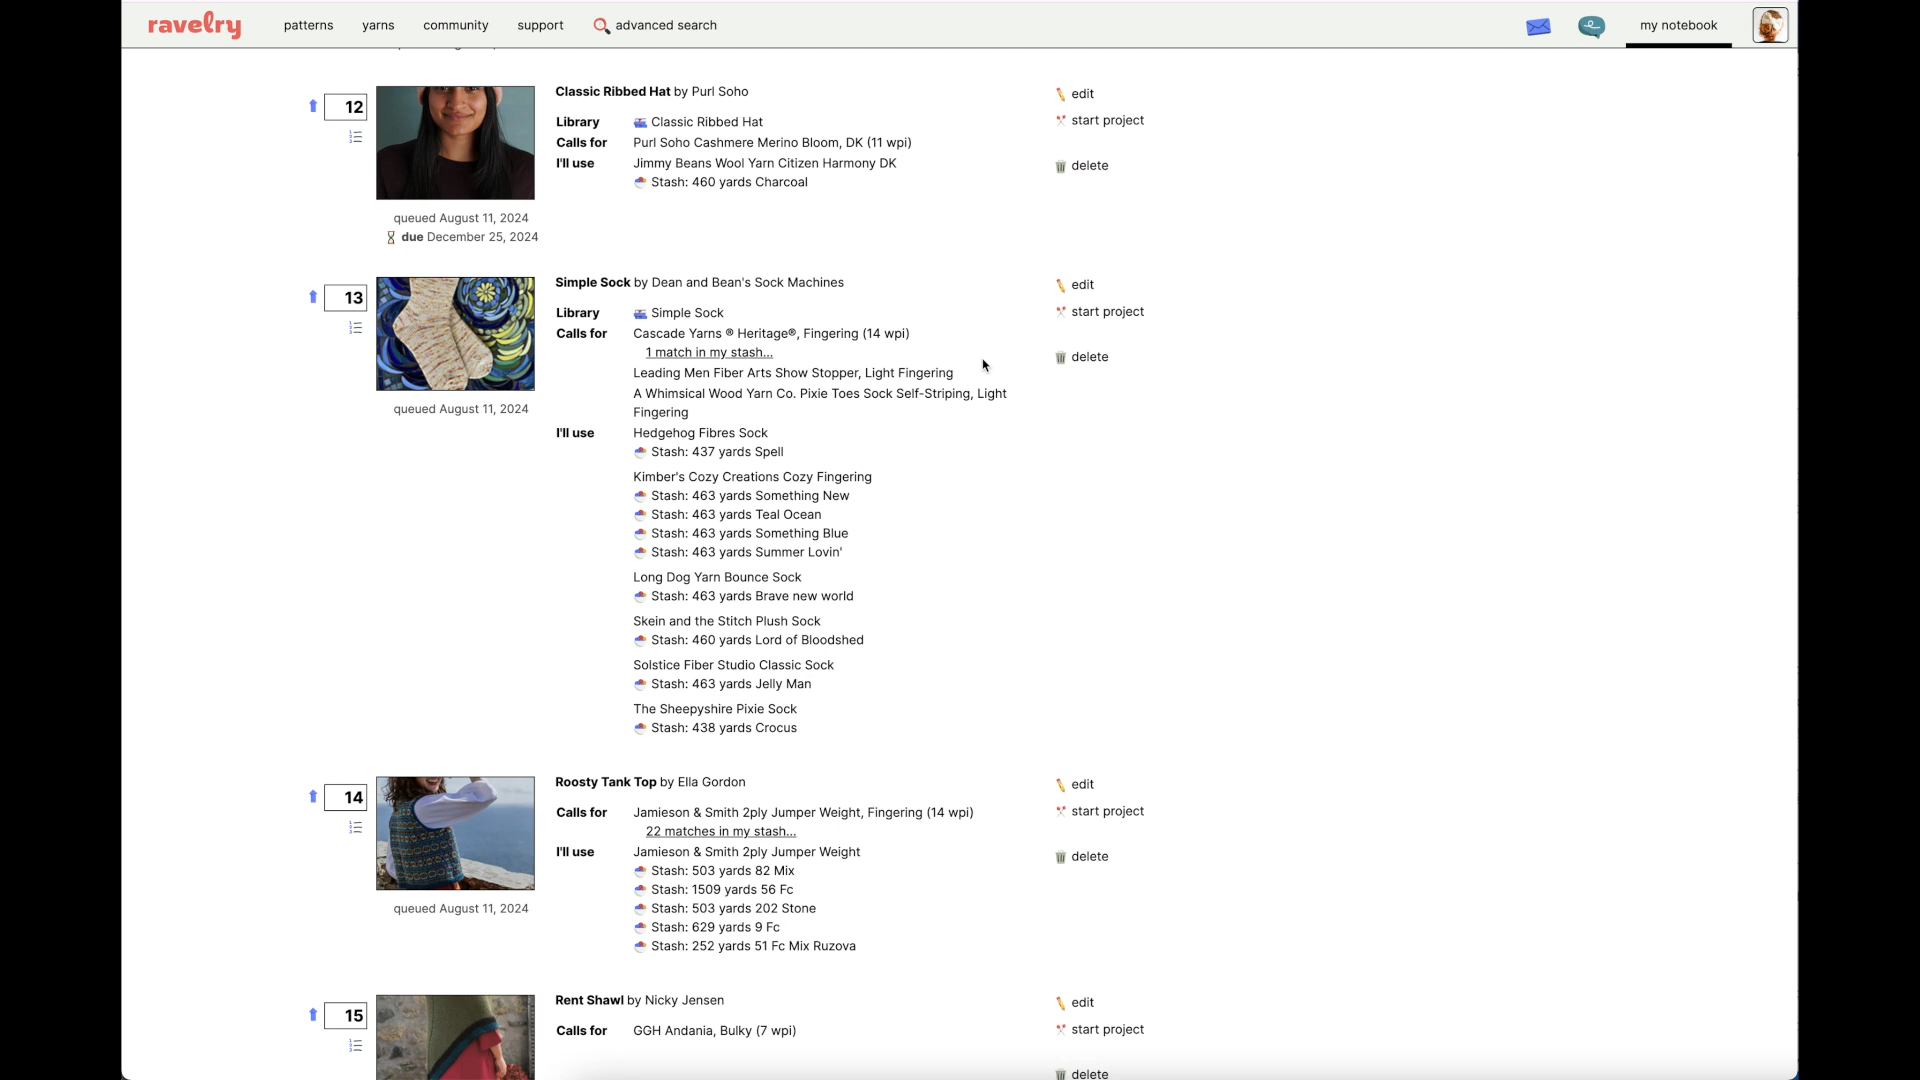 ravelry patterns yarns community support advanced search my notebook
12
Classic Ribbed Hat by Purl Soho
edit
Library Classic Ribbed Hat
start project
Calls for Purl Soho Cashmere Merino Bloom, DK (11 wpi)
I'll use Jimmy Beans Wool Yarn Citizen Harmony DK
delete
Stash: 460 yards Charcoal
queued August 11, 2024
due December 25, 2024
13
Simple Sock by Dean and Bean's Sock Machines
edit
Library Simple Sock
start project
Calls for Cascade Yarns ® Heritage®, Fingering (14 wpi)
1 match in my stash...
delete
Leading Men Fiber Arts Show Stopper, Light Fingering
A Whimsical Wood Yarn Co. Pixie Toes Sock Self-Striping, Light
Fingering
queued August 11, 2024
I'll use Hedgehog Fibres Sock
Stash: 437 yards Spell
Kimber's Cozy Creations Cozy Fingering
Stash: 463 yards Something New
Stash: 463 yards Teal Ocean
Stash: 463 yards Something Blue
Stash: 463 yards Summer Lovin'
Long Dog Yarn Bounce Sock
Stash: 463 yards Brave new world
Skein and the Stitch Plush Sock
Stash: 460 yards Lord of Bloodshed
Solstice Fiber Studio Classic Sock
Stash: 463 yards Jelly Man
The Sheepyshire Pixie Sock
Stash: 438 yards Crocus
14
Roosty Tank Top by Ella Gordon
edit
Calls for Jamieson & Smith 2ply Jumper Weight, Fingering (14 wpi)
start project
22 matches in my stash...
I'll use Jamieson & Smith 2ply Jumper Weight
delete
Stash: 503 yards 82 Mix
Stash: 1509 yards 56 Fc
Stash: 503 yards 202 Stone
Stash: 629 yards 9 Fc
Stash: 252 yards 51 Fc Mix Ruzova
queued August 11, 2024
15
Rent Shawl by Nicky Jensen
edit
Calls for GGH Andania, Bulky (7 wpi)
start project
delete